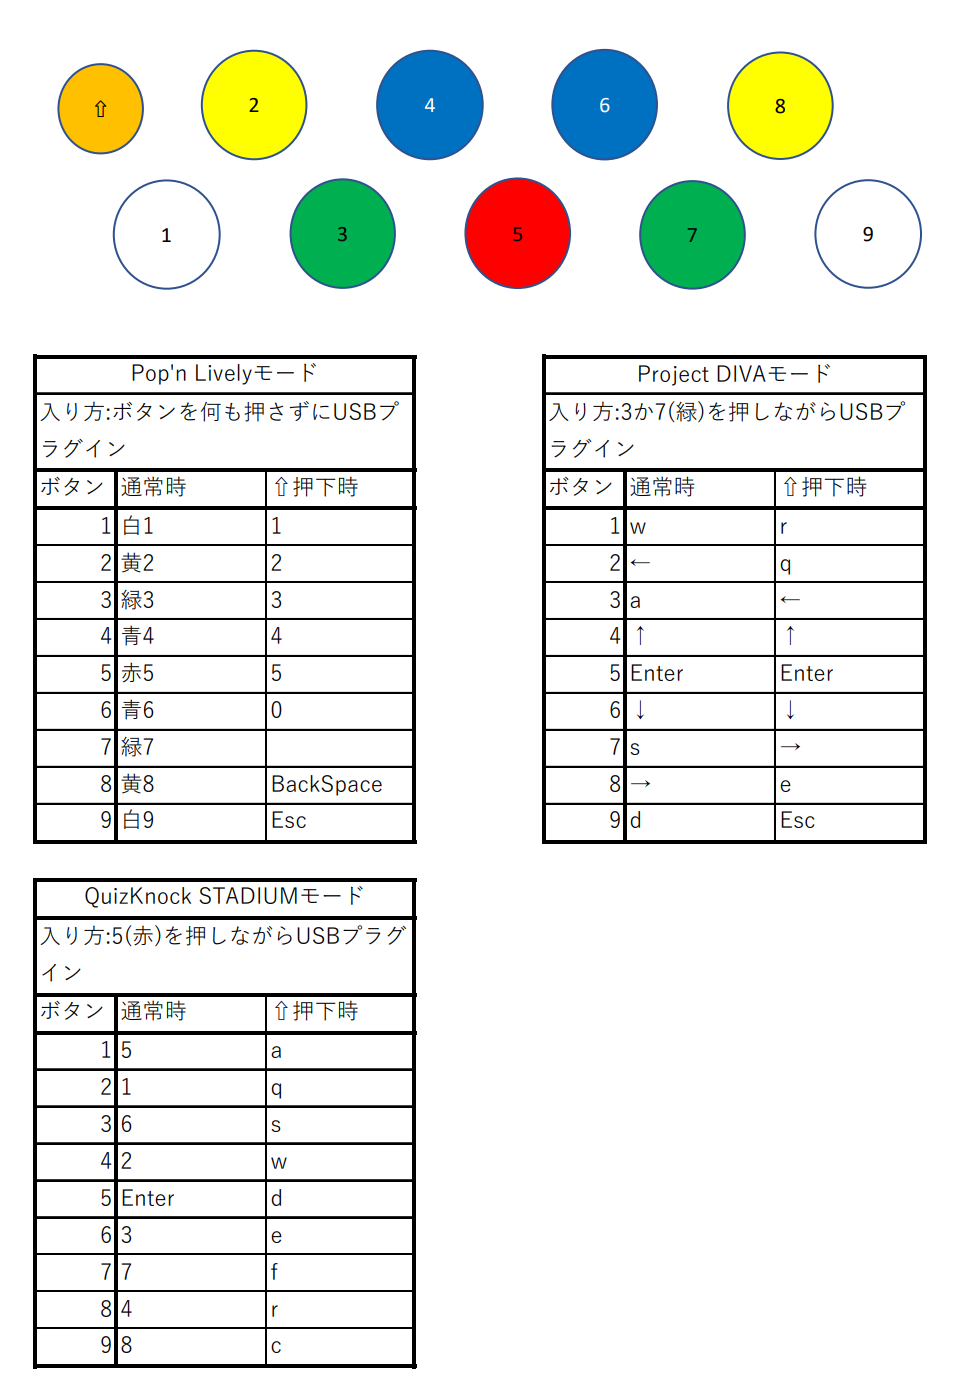 ⇧ 2 4 6 8
1 3 5 7 9
Pop'n Livelyモード
入り方:ボタンを何も押さずにUSBプ
ラグイン
ボタン 通常時 ⇧押下時
1 白1 1
2 黄2 2
3 緑3 3
4 青4 4
5 赤5 5
6 青6 0
7 緑7
8 黄8 BackSpace
9 白9 Esc
Project DIVAモード
入り方:3か7(緑)を押しながらUSBプ
ラグイン
ボタン 通常時 ⇧押下時
1 w r
2 ← q
3 a ←
4 ↑ ↑
5 Enter Enter
6 ↓ ↓
7 s →
8 → e
9 d Esc
QuizKnock STADIUMモード
入り方:5(赤)を押しながらUSBプラグ
イン
ボタン 通常時 ⇧押下時
1 5 a
2 1 q
3 6 s
4 2 w
5 Enter d
6 3 e
7 7 f
8 4 r
9 8 c